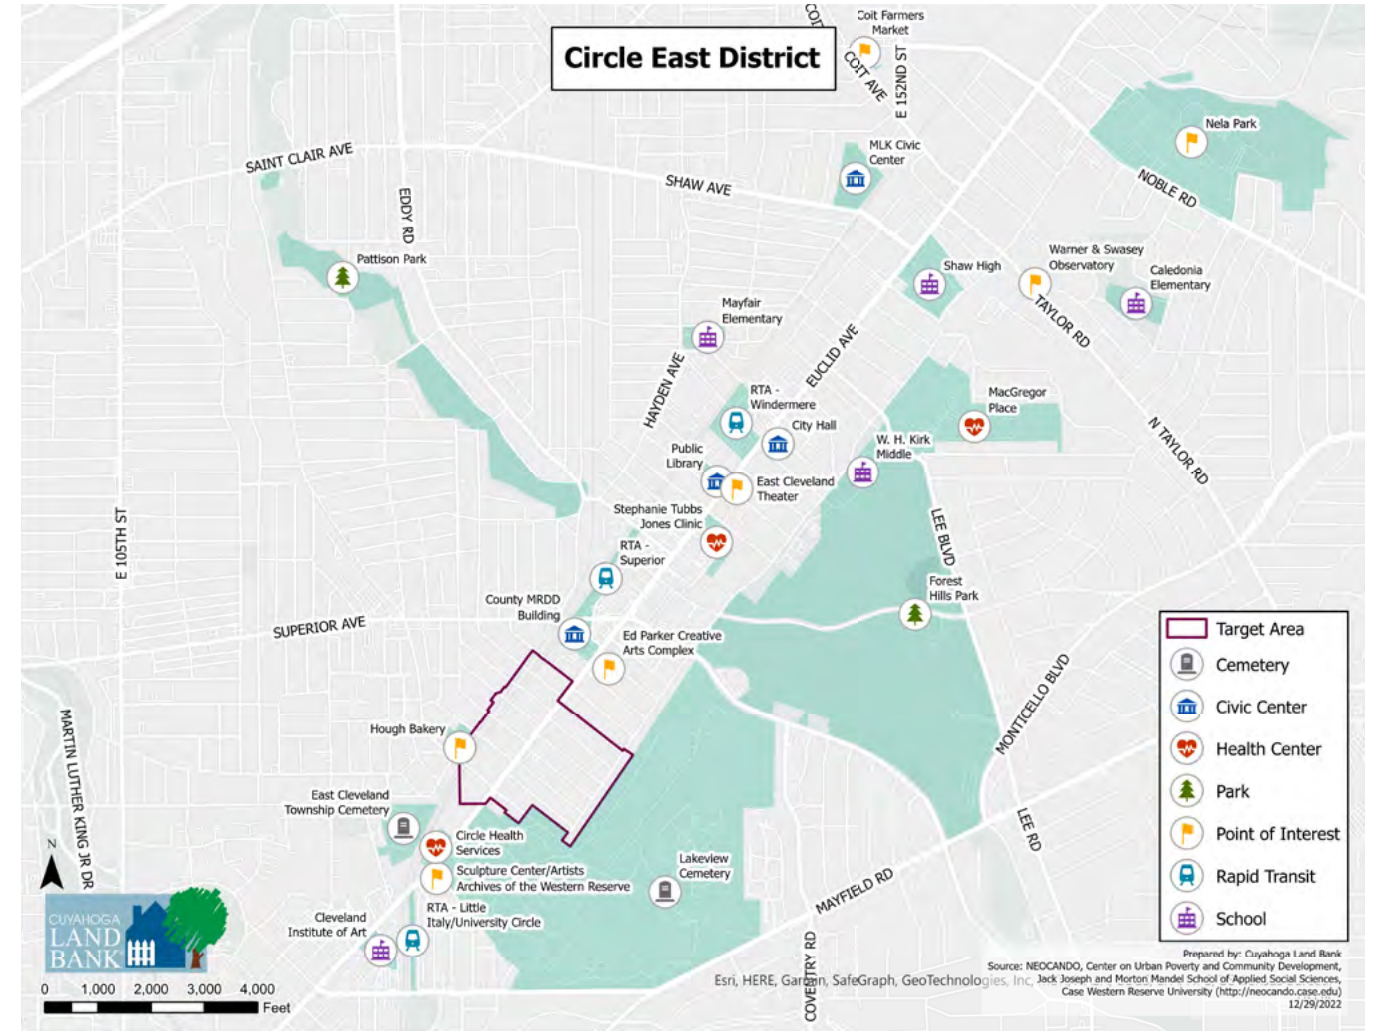 Circle East District
Coit Farmers
Market
COIT AVE
E 152ND ST
Nela Park
MLK Civic
Center
SAINT CLAIR AVE
SHAW AVE
NOBLE RD
EDDY RD
Pattison Park
Shaw High
Warner & Swasey
Observatory
Caledonia
Elementary
TAYLOR RD
Mayfair
Elementary
EUCLID AVE
HAYDEN AVE
RTA -
Windermere
City Hall
MacGregor
Place
W. H. Kirk
Middle
N TAYLOR RD
Public
Library
East Cleveland
Theater
Stephanie Tubbs
Jones Clinic
LEE BLVD
E 105TH ST
RTA -
Superior
Forest
Hills Park
County MRDD
Building
SUPERIOR AVE
Ed Parker Creative
Arts Complex
MONTICELLO BLVD
Hough Bakery
MARTIN LUTHER KING JR DR
East Cleveland
Township Cemetery
Circle Health
Services
Sculpture Center/Artists
Archives of the Western Reserve
Lakeview
Cemetery
LEE RD
MAYFIELD RD
RTA - Little
Italy/University Circle
Cleveland
Institute of Art
COVENTRY RD
Target Area
Cemetery
Civic Center
Health Center
Park
Point of Interest
Rapid Transit
School
N
CUYAHOGA
LAND
BANK
0 1,000 2,000 3,000 4,000
Feet
Prepared by: Cuyahoga Land Bank
Source: NEOCANDO, Center on Urban Poverty and Community Development,
Jack Joseph and Morton Mandel School of Applied Social Sciences,
Case Western Reserve University (http://neocando.case.edu)
12/29/2022
Esri, HERE, Garmin, SafeGraph, GeoTechnologies, Inc,